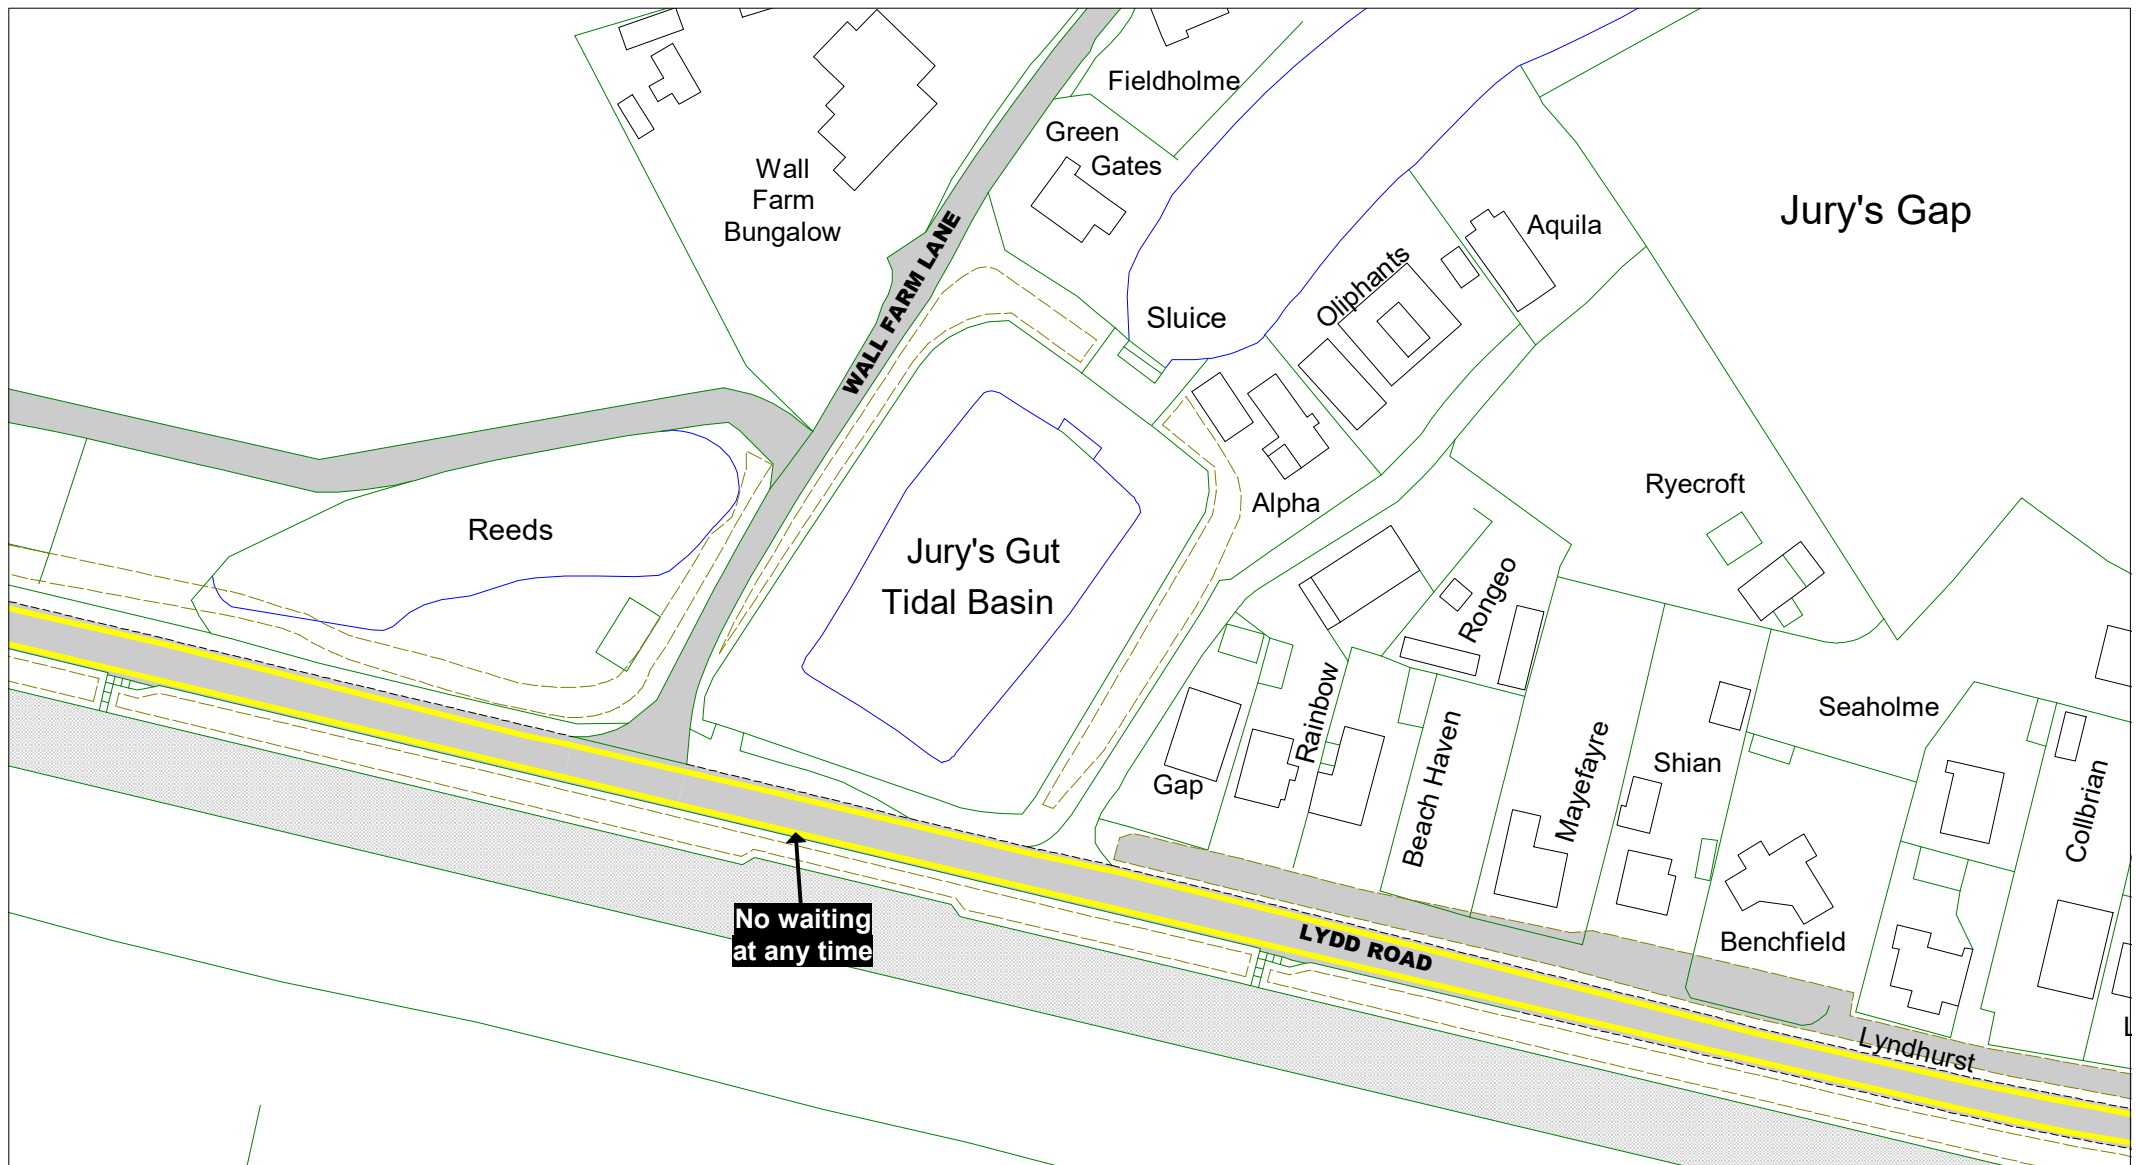 Fieldholme
Green
Gates
Wall
Farm
Bungalow
Jury's Gap
Aquila
WALL FARM LANE
Oliphants
Sluice
Ryecroft
Alpha
Reeds
Jury's Gut
Tidal Basin
Rongeo
Rainbow
Seaholme
Gap
Beach Haven
Mayefayre
Shian
Collbrian
No waiting
at any time
LYDD ROAD
Benchfield
Lyndhurst